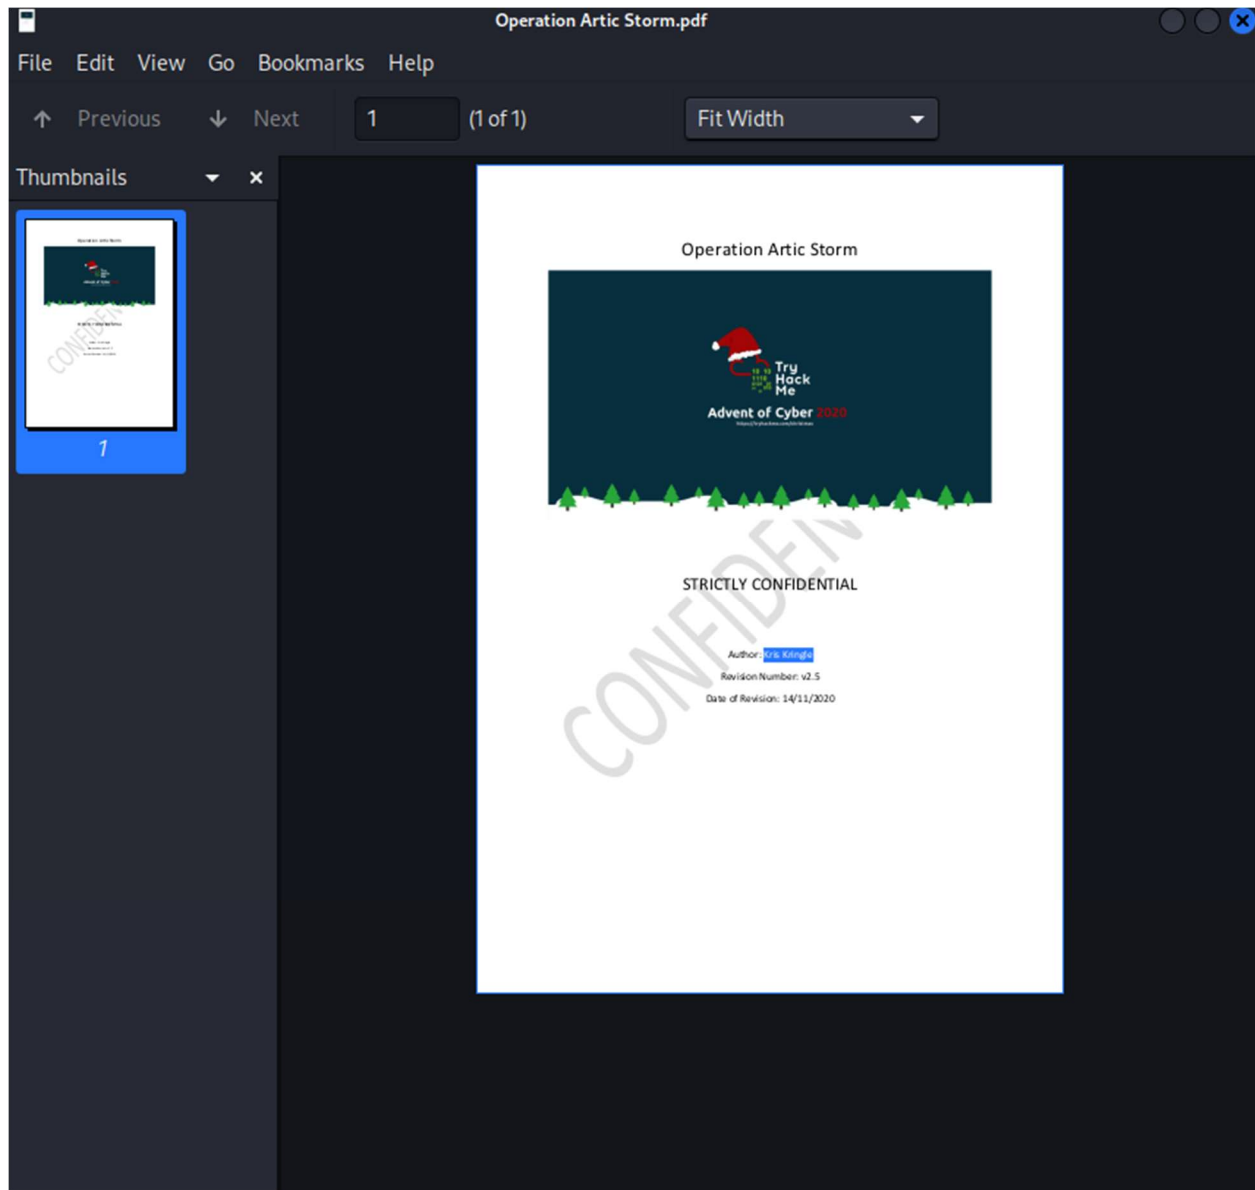 Operation Artic Storm.pdf
File Edit View Go Bookmarks Help
Previous Next 1 (1 of 1) Fit Width
Thumbnails
1
Operation Artic Storm
Try
Hack
Me
Advent of Cyber 2020
STRICTLY CONFIDENTIAL
Author: Kris Kringle
Revision Number: v2.5
Date of Revision: 14/11/2020
CONFIDEN